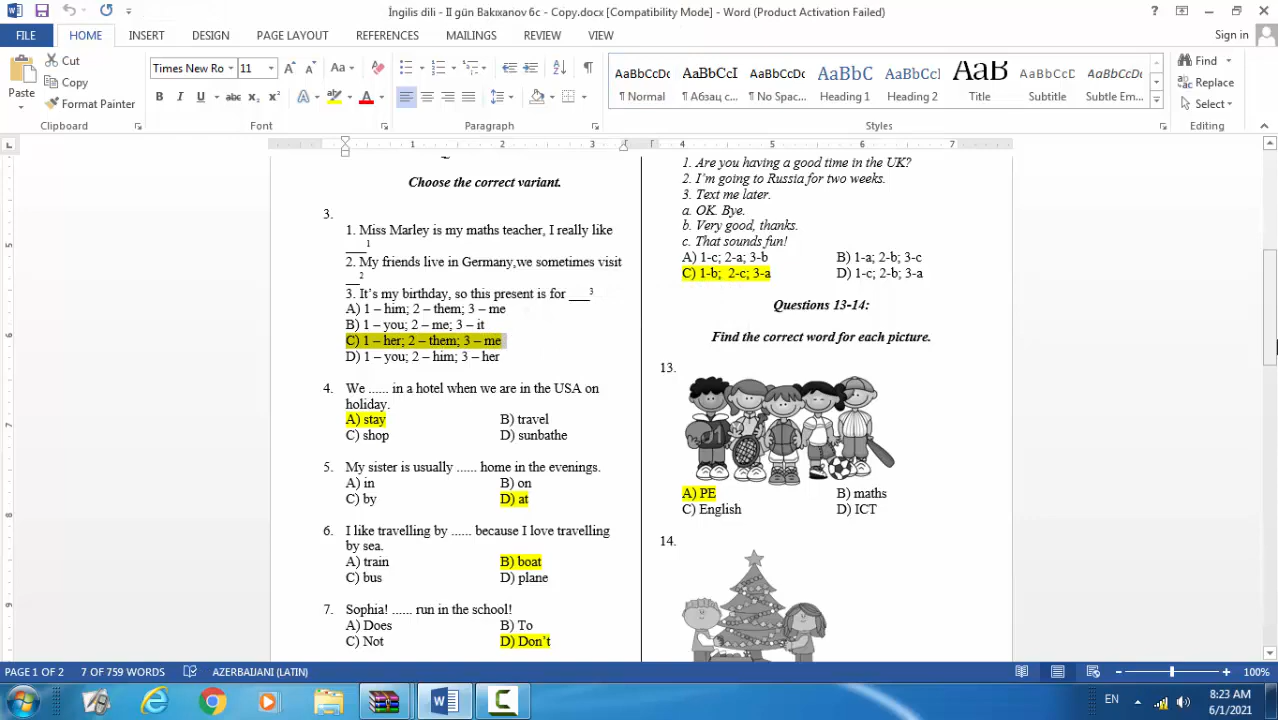 İngilis dili - II gün Bakıxanov 6c - Copy.docx [Compatibility Mode] - Word (Product Activation Failed)
FILE HOME INSERT DESIGN PAGE LAYOUT REFERENCES MAILINGS REVIEW VIEW Sign in
Paste
Cut
Copy
Format Painter
Clipboard
Times New Ro 11
Font
Paragraph
AaBbCcDc AaBbCcI AaBbCcDc AaBbC AaBbCc AaB AaBbCcD AaBbCcDc
¶ Normal ¶ Абзац с... ¶ No Spac... Heading 1 Heading 2 Title Subtitle Subtle Em...
Styles
Find
Replace
Select
Editing
Choose the correct variant.
3.
1. Miss Marley is my maths teacher, I really like
___1
2. My friends live in Germany,we sometimes visit
__2
3. It’s my birthday, so this present is for ___3
A) 1 – him; 2 – them; 3 – me
B) 1 – you; 2 – me; 3 – it
C) 1 – her; 2 – them; 3 – me
D) 1 – you; 2 – him; 3 – her
4. We ...... in a hotel when we are in the USA on
holiday.
A) stay B) travel
C) shop D) sunbathe
5. My sister is usually ...... home in the evenings.
A) in B) on
C) by D) at
6. I like travelling by ...... because I love travelling
by sea.
A) train B) boat
C) bus D) plane
7. Sophia! ...... run in the school!
A) Does B) To
C) Not D) Don’t
1. Are you having a good time in the UK?
2. I’m going to Russia for two weeks.
3. Text me later.
a. OK. Bye.
b. Very good, thanks.
c. That sounds fun!
A) 1-c; 2-a; 3-b B) 1-a; 2-b; 3-c
C) 1-b; 2-c; 3-a D) 1-c; 2-b; 3-a
Questions 13-14:
Find the correct word for each picture.
13.
A) PE B) maths
C) English D) ICT
14.
PAGE 1 OF 2 7 OF 759 WORDS AZERBAIJANI (LATIN) 100%
EN 8:23 AM
6/1/2021